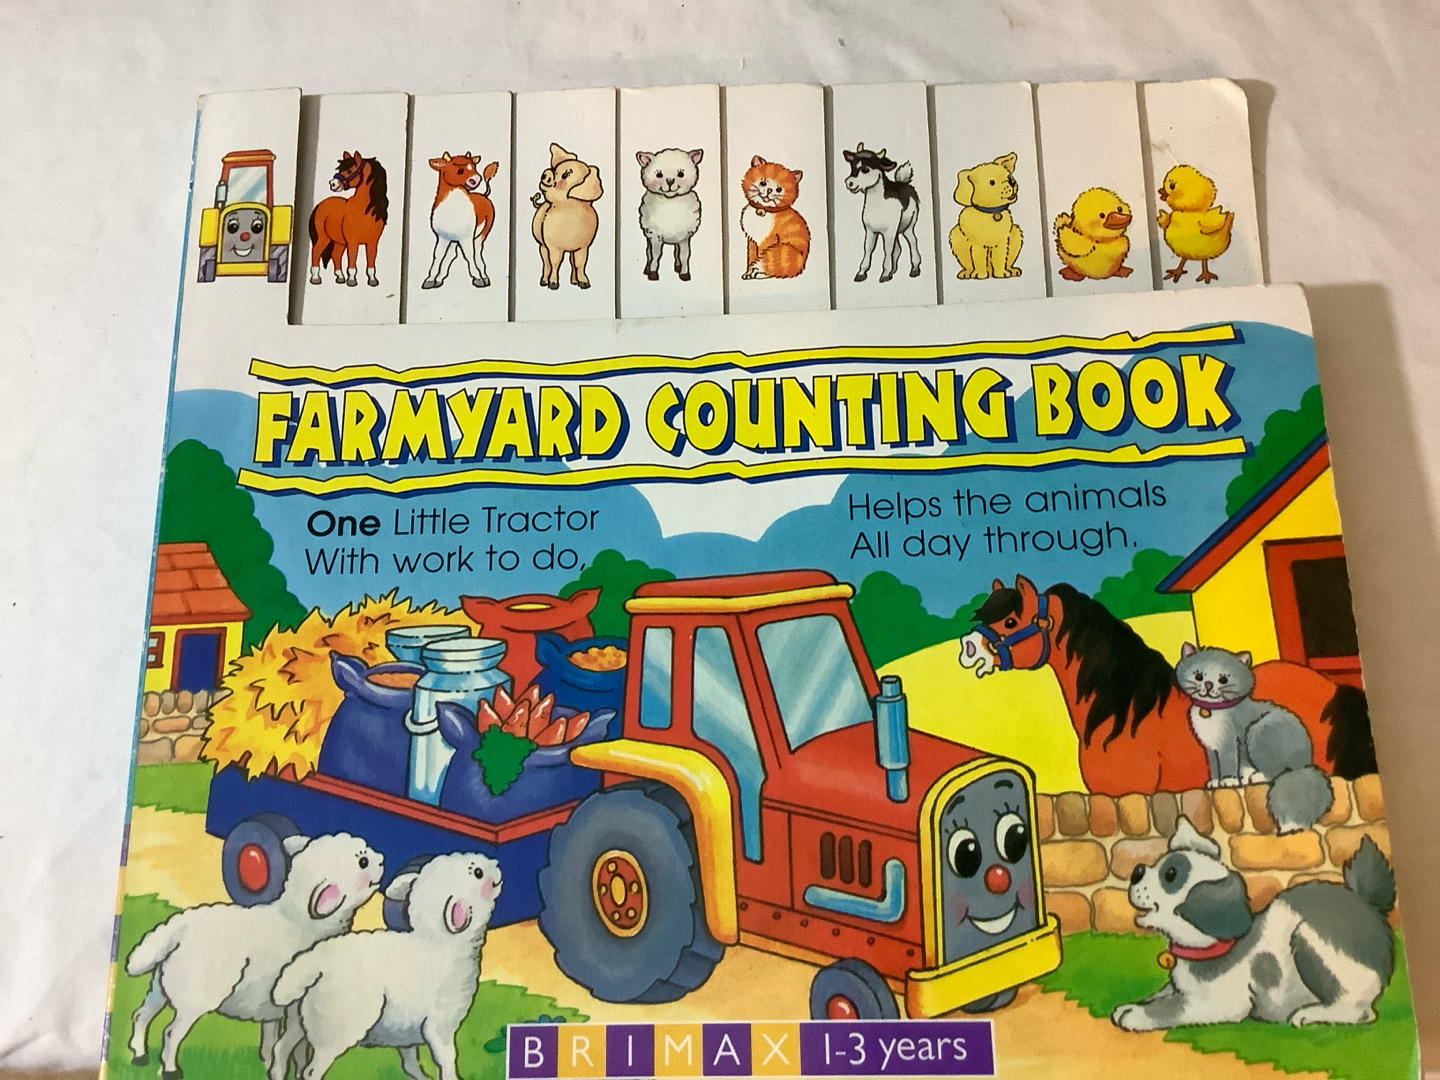 FARMYARD COUNTING BOOK
One Little Tractor
With work to do,
Helps the animals
All day through.
BRIMAX 1-3 years